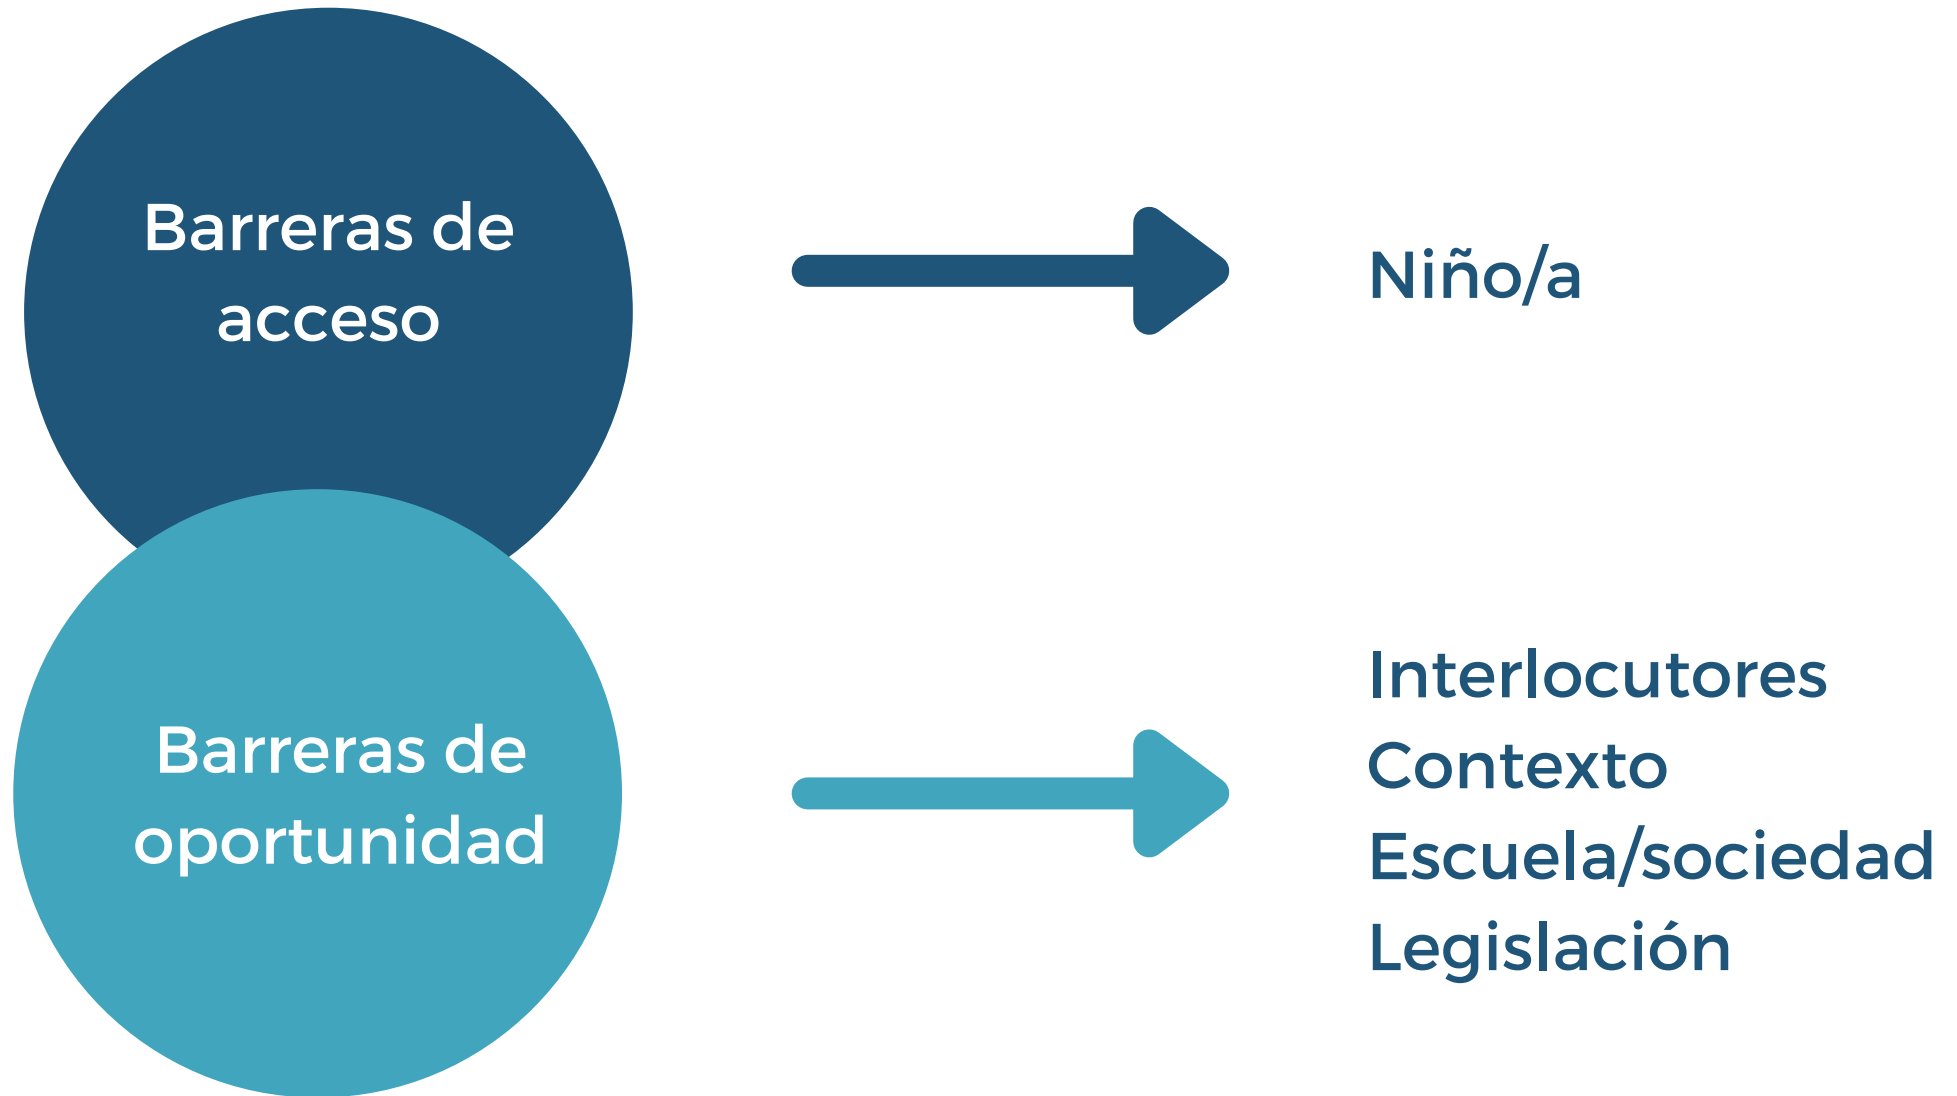 Barreras de
acceso
Niño/a
Barreras de
oportunidad
Interlocutores
Contexto
Escuela/sociedad
Legislación